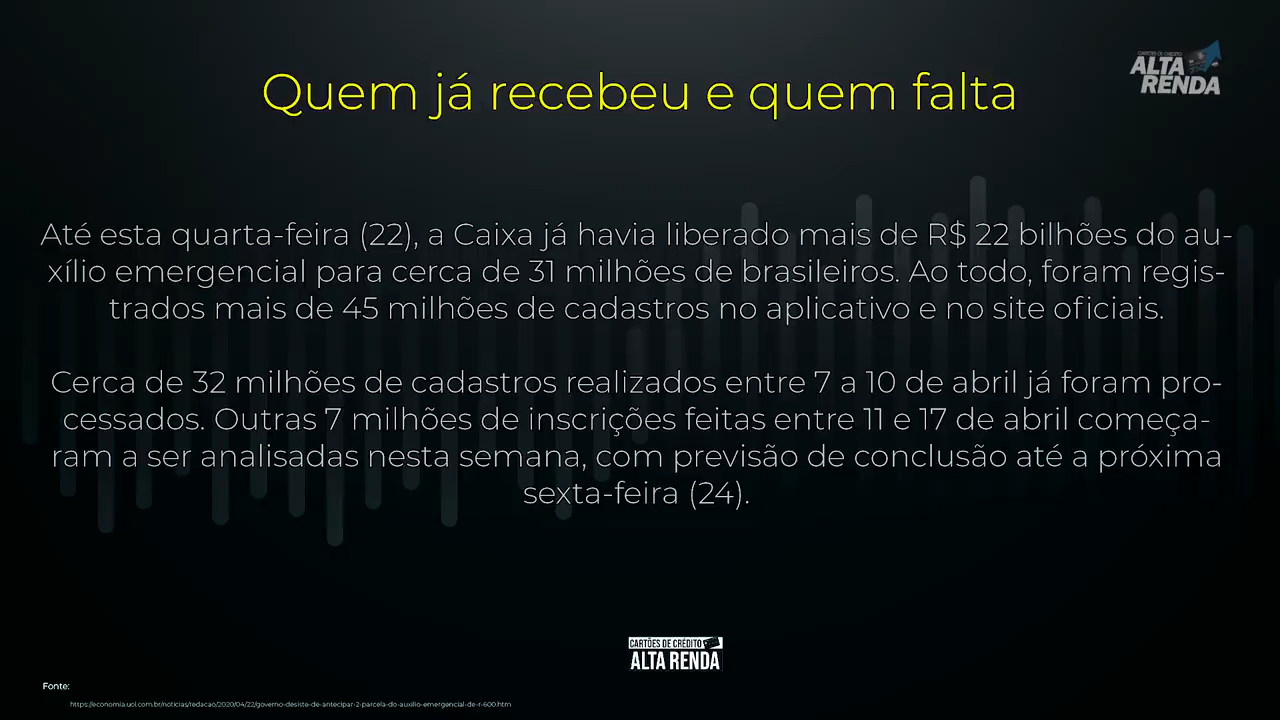 CARTÕES DE CRÉDITO
ALTA
RENDA
Quem já recebeu e quem falta
Até esta quarta-feira (22), a Caixa já havia liberado mais de R$ 22 bilhões do au-
xílio emergencial para cerca de 31 milhões de brasileiros. Ao todo, foram regis-
trados mais de 45 milhões de cadastros no aplicativo e no site oficiais.
Cerca de 32 milhões de cadastros realizados entre 7 a 10 de abril já foram pro-
cessados. Outras 7 milhões de inscrições feitas entre 11 e 17 de abril começa-
ram a ser analisadas nesta semana, com previsão de conclusão até a próxima
sexta-feira (24).
CARTÕES DE CRÉDITO
ALTA RENDA
Fonte:
https://economia.uol.com.br/noticias/redacao/2020/04/22/governo-desiste-de-antecipar-2-parcela-do-auxilio-emergencial-de-r-600.htm